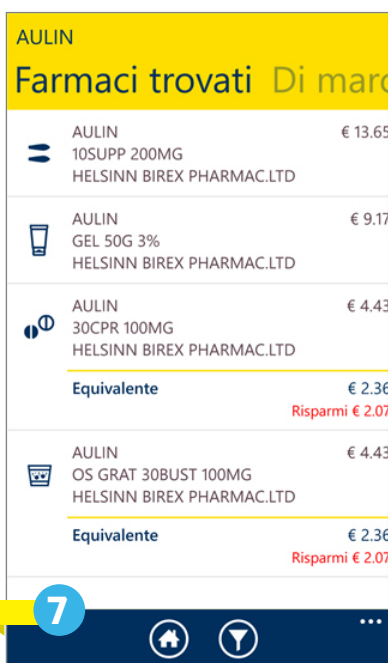 AULIN
Farmaci trovati Di marc
AULIN € 13.65
10SUPP 200MG
HELSINN BIREX PHARMAC.LTD
AULIN € 9.17
GEL 50G 3%
HELSINN BIREX PHARMAC.LTD
AULIN € 4.43
30CPR 100MG
HELSINN BIREX PHARMAC.LTD
Equivalente € 2.36
Risparmi € 2.07
AULIN € 4.43
OS GRAT 30BUST 100MG
HELSINN BIREX PHARMAC.LTD
Equivalente € 2.36
Risparmi € 2.07
7